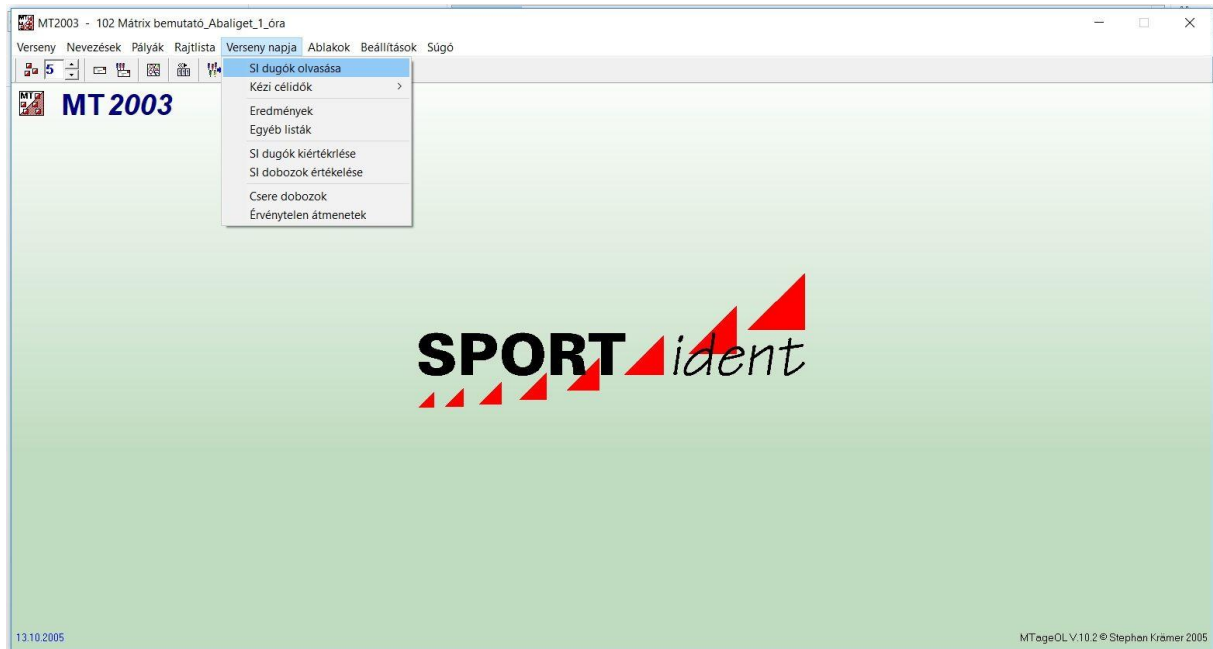 MT2003 - 102 Mátrix bemutató_Abaliget_1_óra
Verseny Nevezések Pályák Rajtlista Verseny napja Ablakok Beállítások Súgó
5
SI dugók olvasása
Kézi célidők
Eredmények
Egyéb listák
SI dugók kiértékrlése
SI dobozok értékelése
Csere dobozok
Érvénytelen átmenetek
MT
MT 2003
SPORT ident
13.10.2005
MTageOL V.10.2 © Stephan Krämer 2005